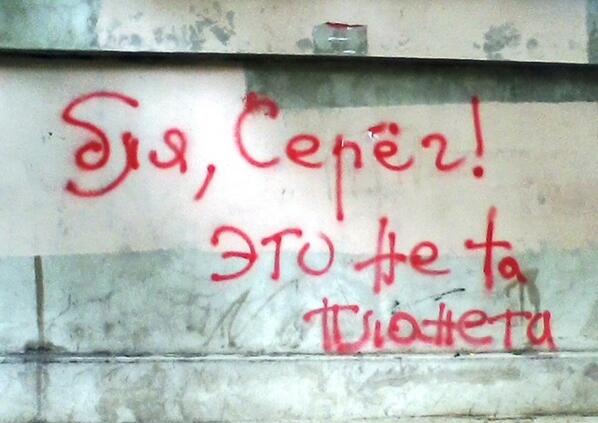 бля, Серёг!
это не та
планета